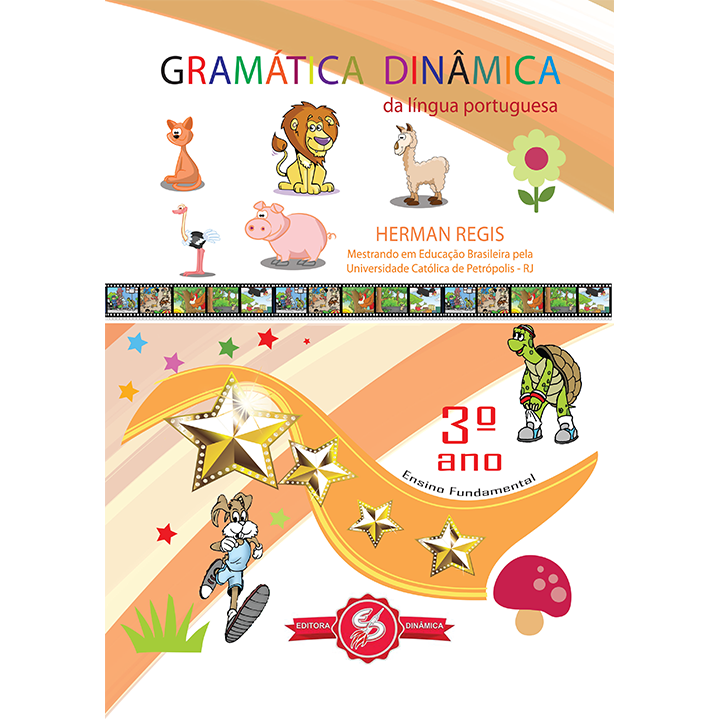 GRAMÁTICA DINÂMICA
da língua portuguesa
HERMAN REGIS
Mestrando em Educação Brasileira pela
Universidade Católica de Petrópolis - RJ
3º
ano
Ensino Fundamental
EDITORA DINÂMICA